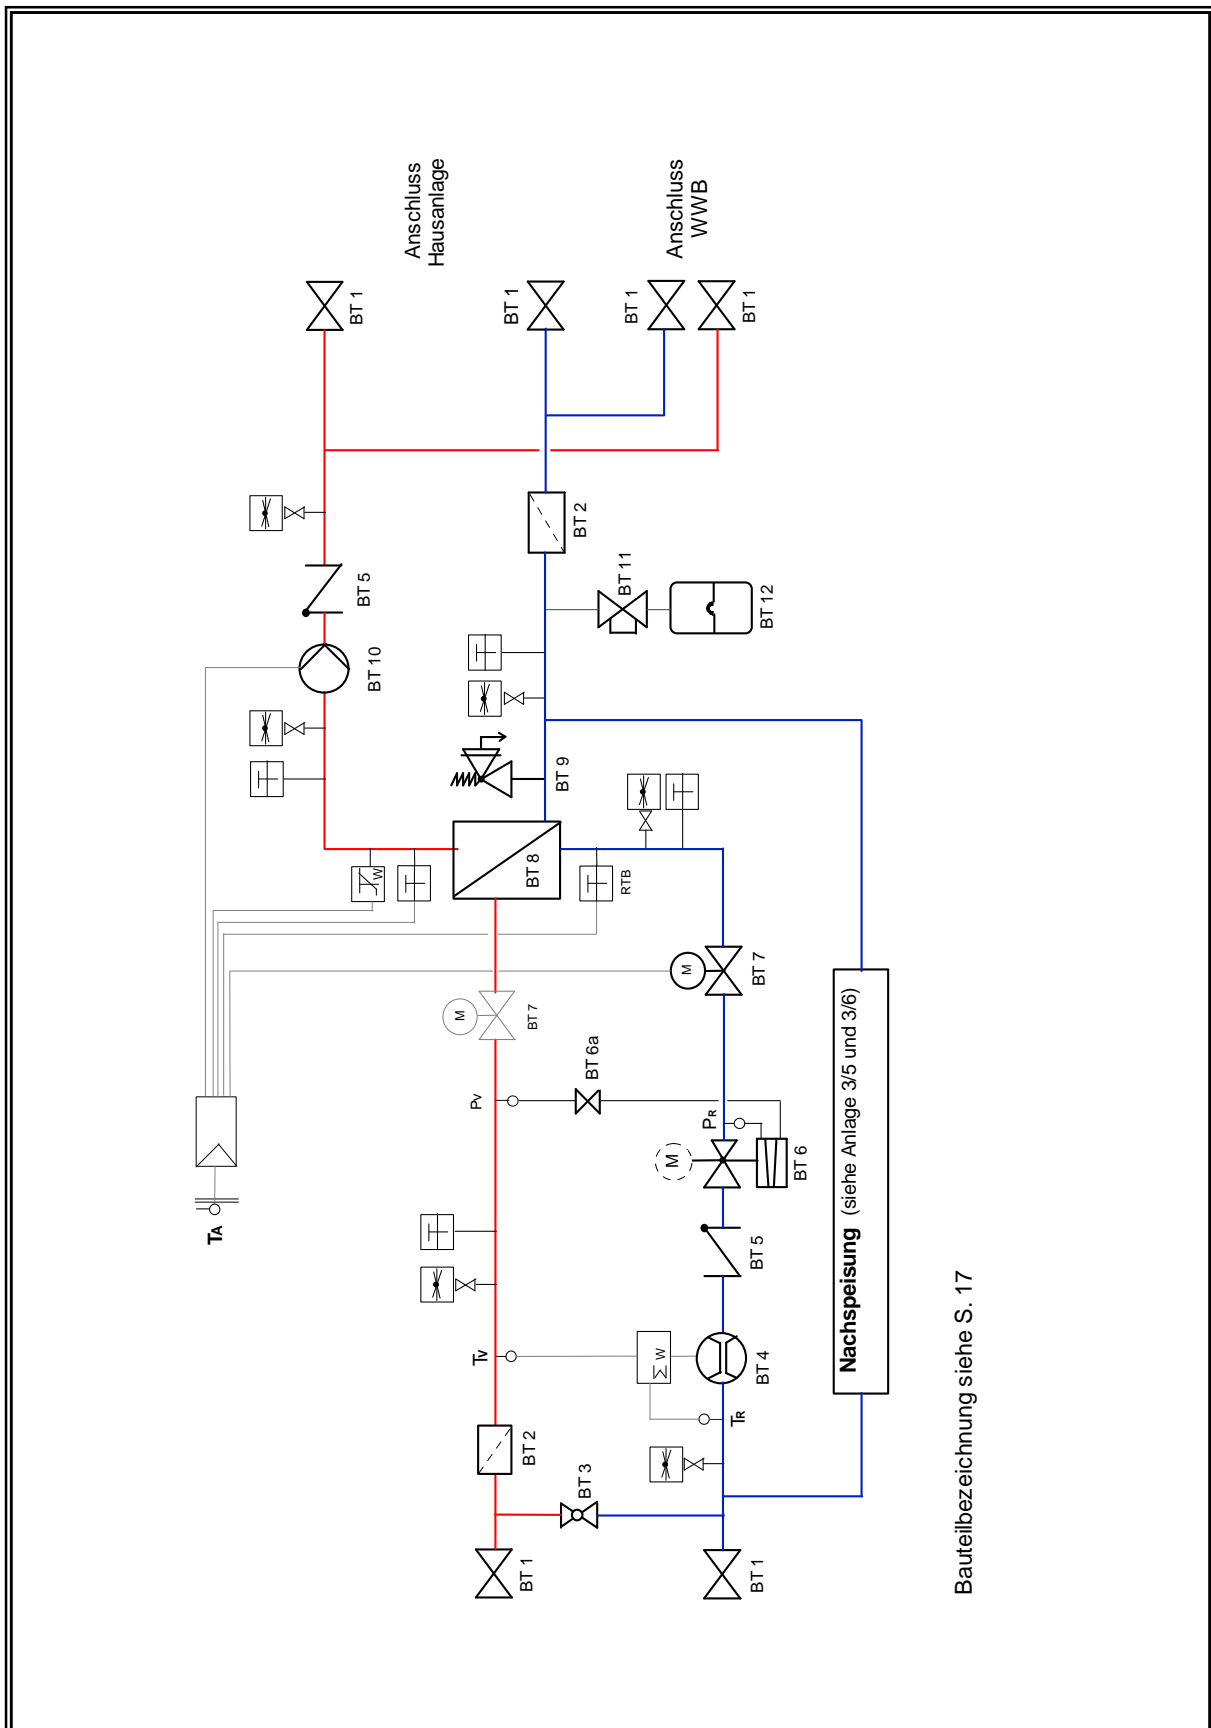 Anschluss
Hausanlage
Anschluss
WWB
BT 1
BT 1
BT 1
BT 1
BT 5
BT 2
BT 11
BT 12
BT 10
BT 9
W
BT 8
RTB
M
BT 7
M
BT 7
BT 6a
PV
PR
M
BT 6
TA
BT 5
TV
Σ W
BT 4
TR
BT 2
BT 3
BT 1
BT 1
Nachspeisung (siehe Anlage 3/5 und 3/6)
Bauteilbezeichnung siehe S. 17